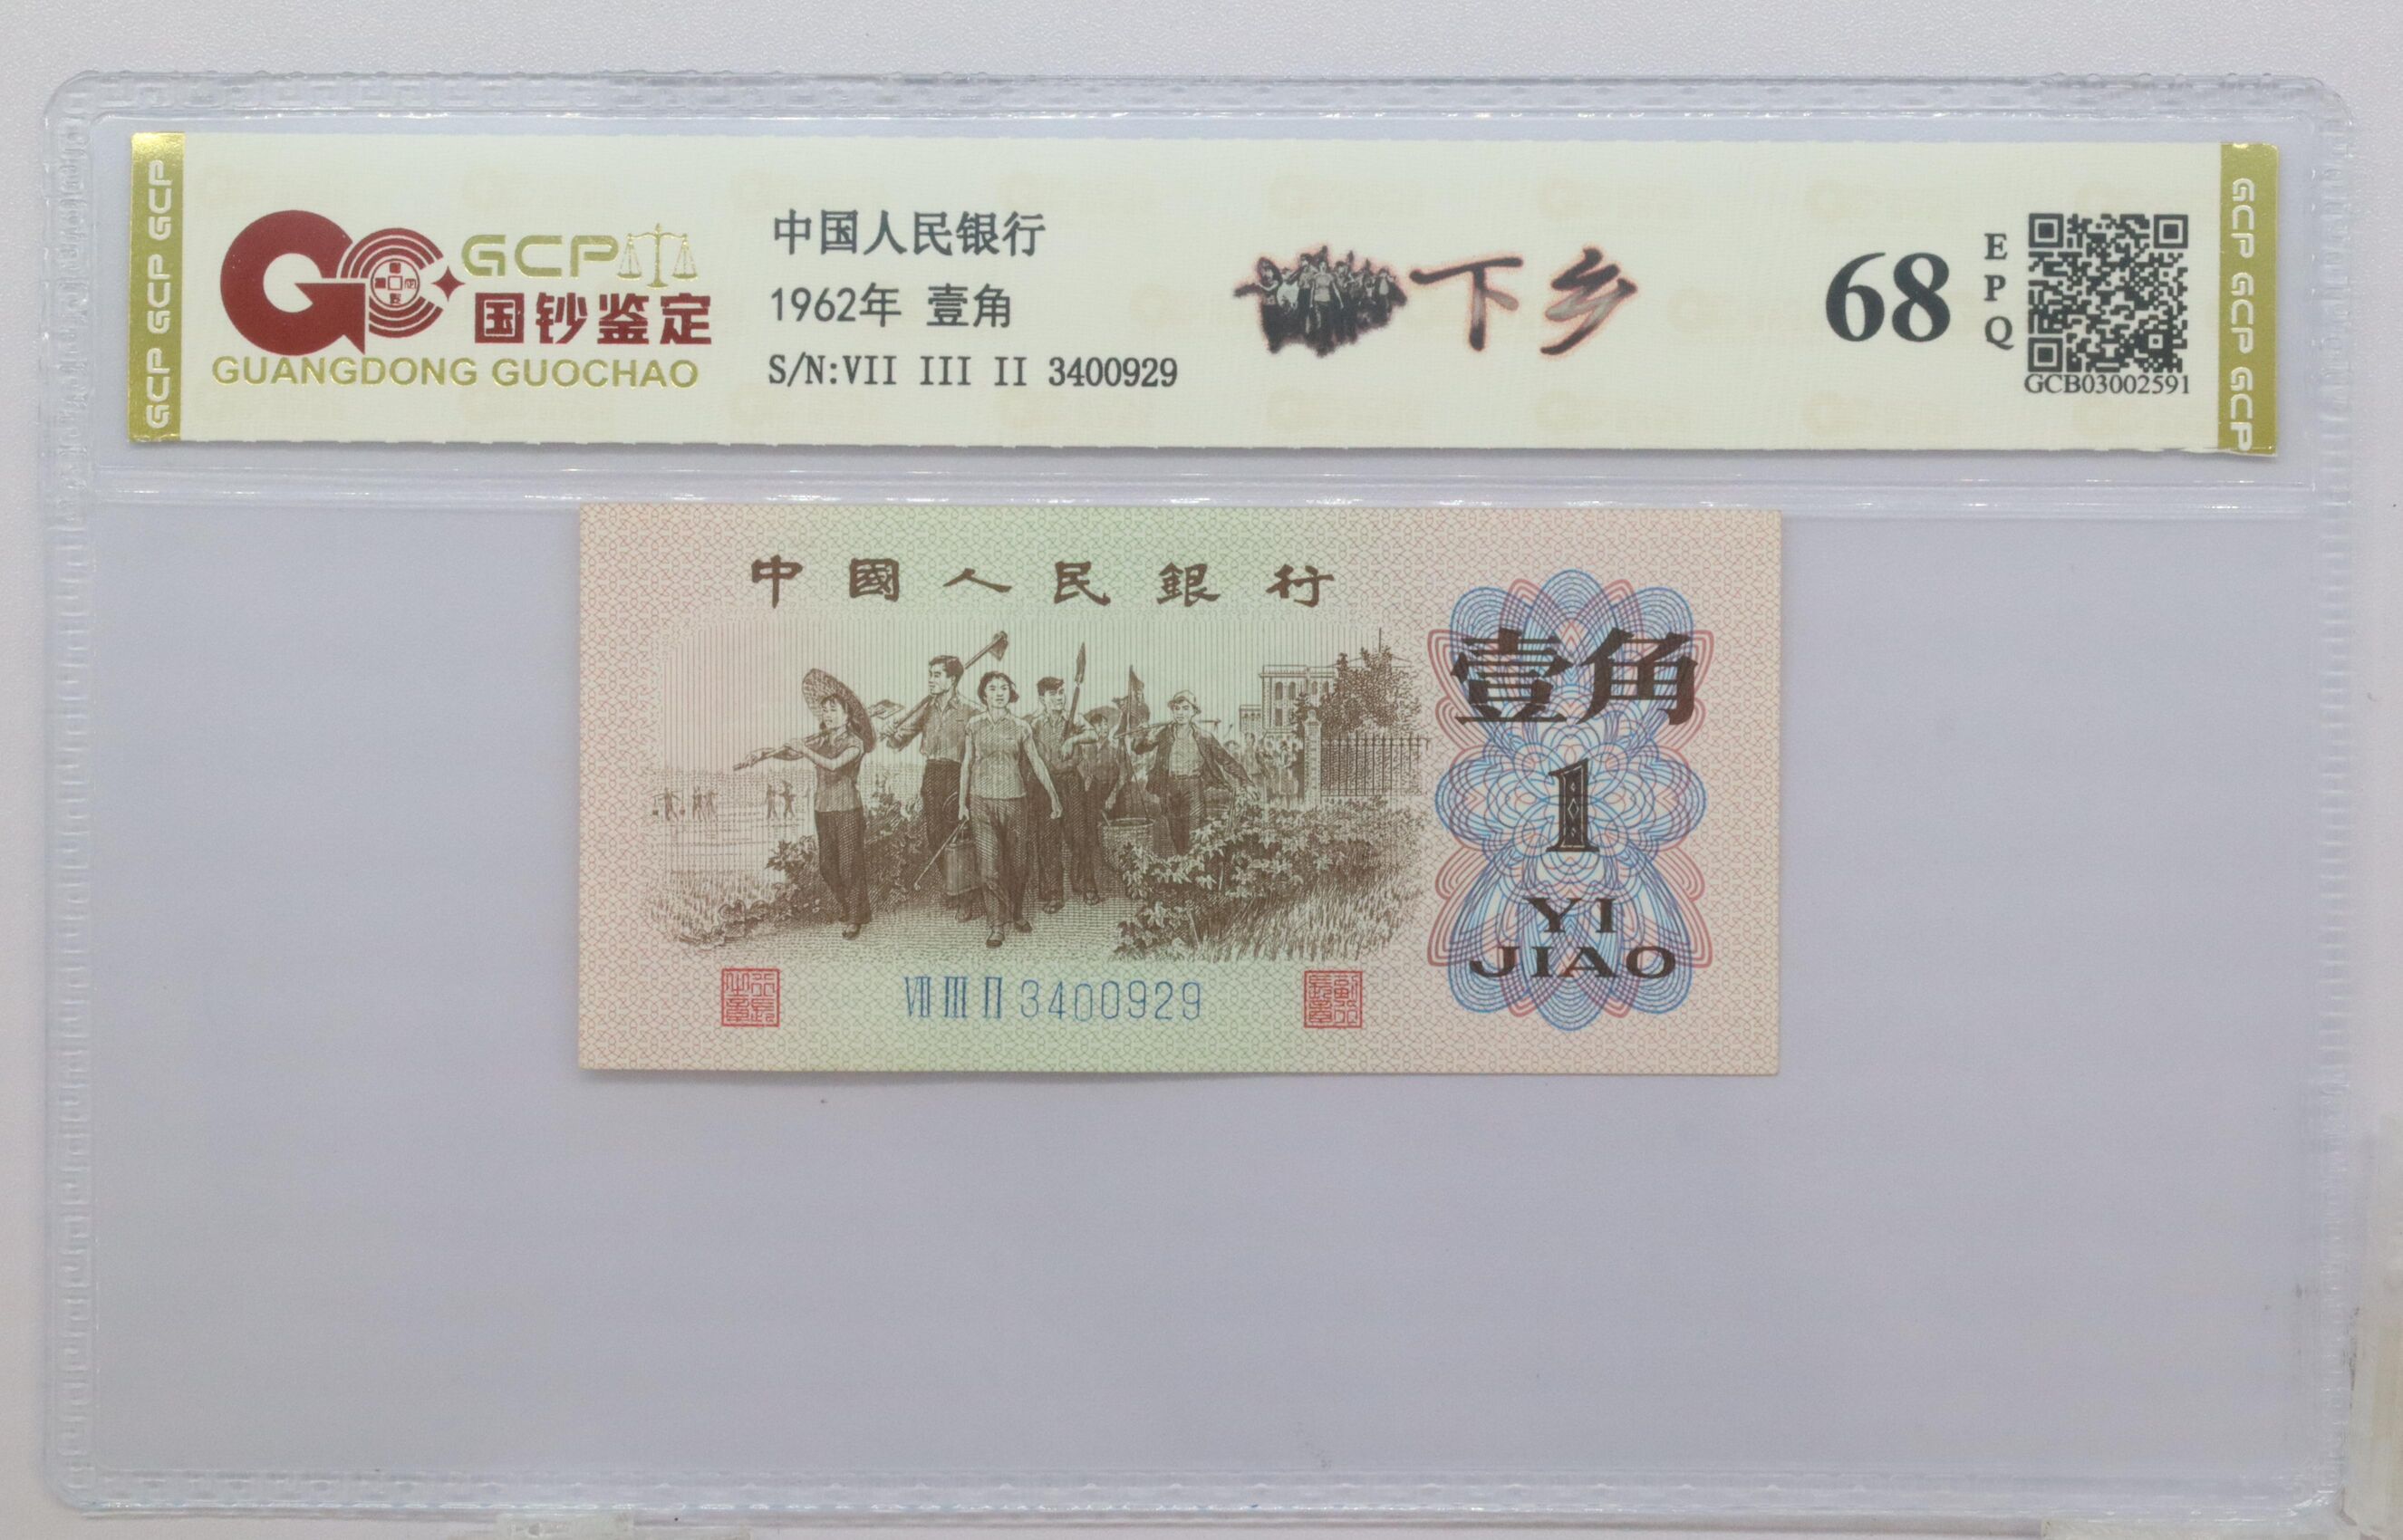 GCP GCP GCP
GCP
国钞鉴定
GUANGDONG GUOCHAO
中国人民银行
1962年 壹角
S/N:VII III II 3400929
下乡
68
EPQ
GCB03002591
GCP GCP GCP GCP
中國人民銀行
壹角
1
YI
JIAO
VII III II 3400929